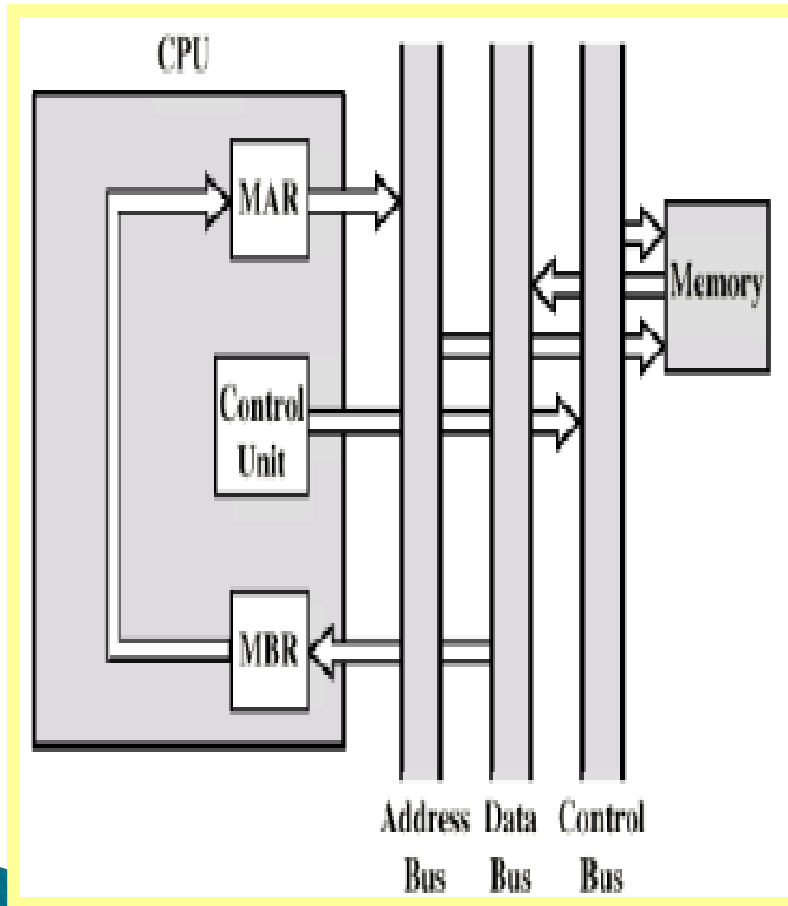 CPU
MAR
Memory
Control
Unit
MBR
Address Data Control
Bus Bus Bus